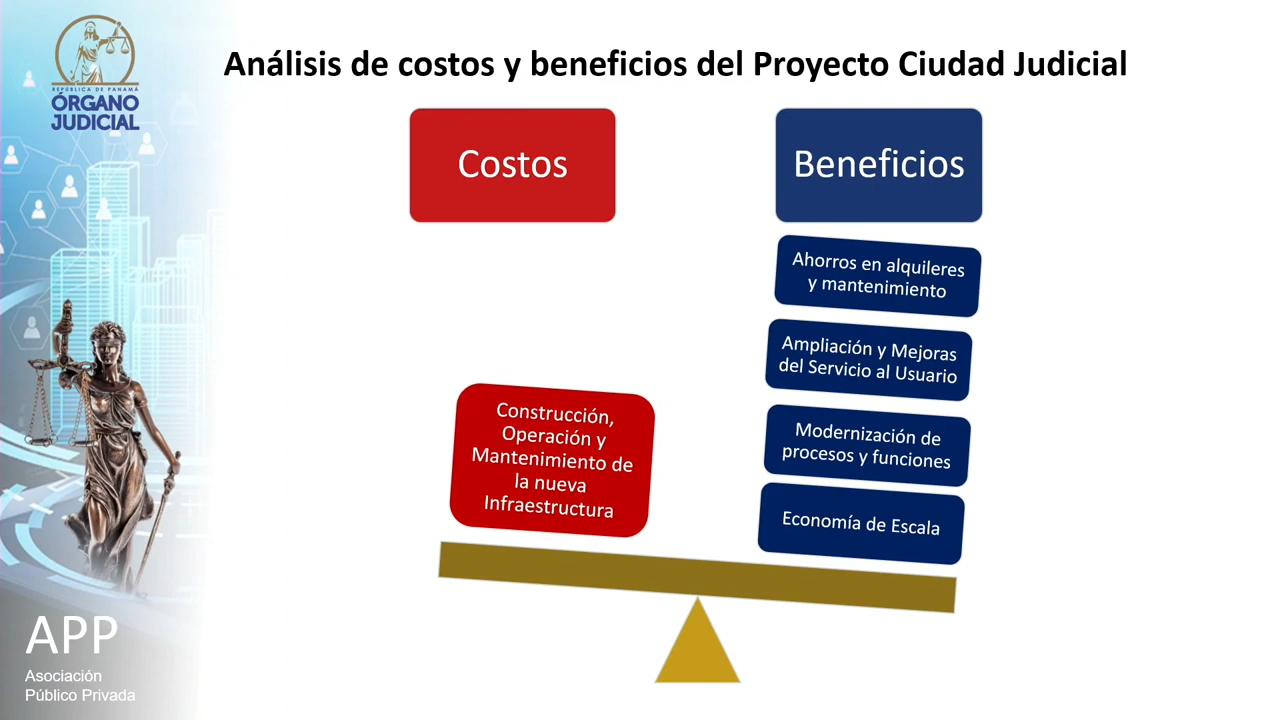 REPÚBLICA DE PANAMÁ
ÓRGANO
JUDICIAL
Análisis de costos y beneficios del Proyecto Ciudad Judicial
Costos
Beneficios
Ahorros en alquileres
y mantenimiento
Ampliación y Mejoras
del Servicio al Usuario
Modernización de
procesos y funciones
Economía de Escala
Construcción,
Operación y
Mantenimiento de
la nueva
Infraestructura
APP
Asociación
Público Privada